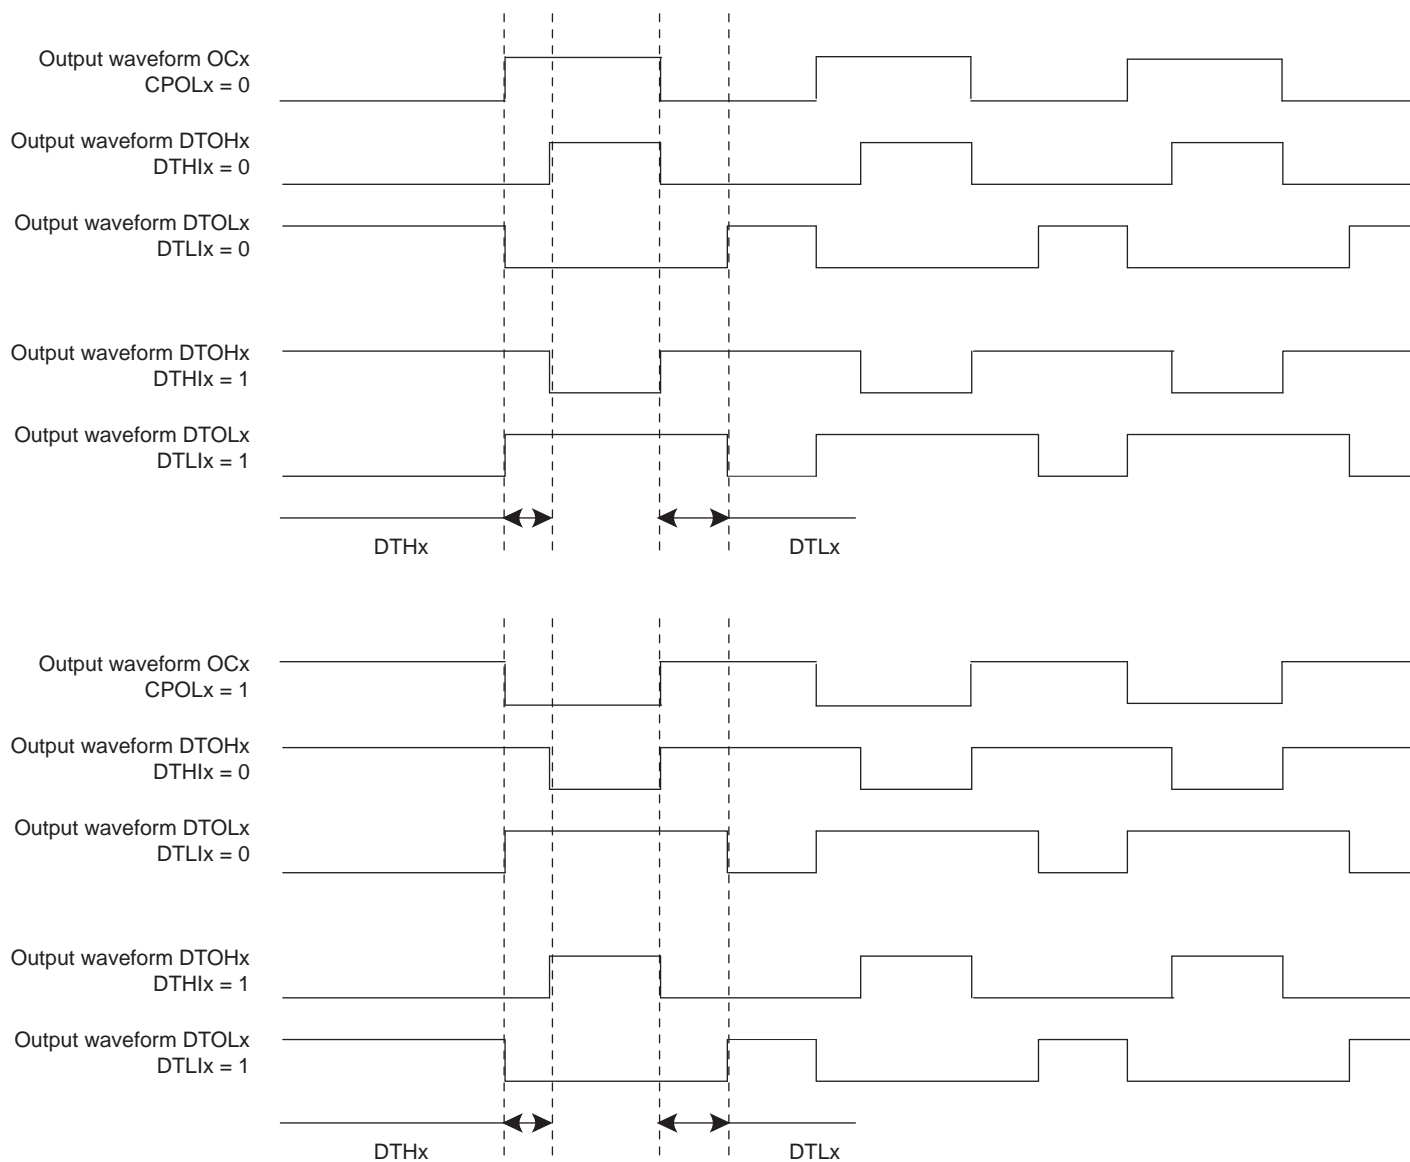 Output waveform OCx
CPOLx = 0
Output waveform DTOHx
DTHIx = 0
Output waveform DTOLx
DTLIx = 0
Output waveform DTOHx
DTHIx = 1
Output waveform DTOLx
DTLIx = 1
DTHx
DTLx
Output waveform OCx
CPOLx = 1
Output waveform DTOHx
DTHIx = 0
Output waveform DTOLx
DTLIx = 0
Output waveform DTOHx
DTHIx = 1
Output waveform DTOLx
DTLIx = 1
DTHx
DTLx